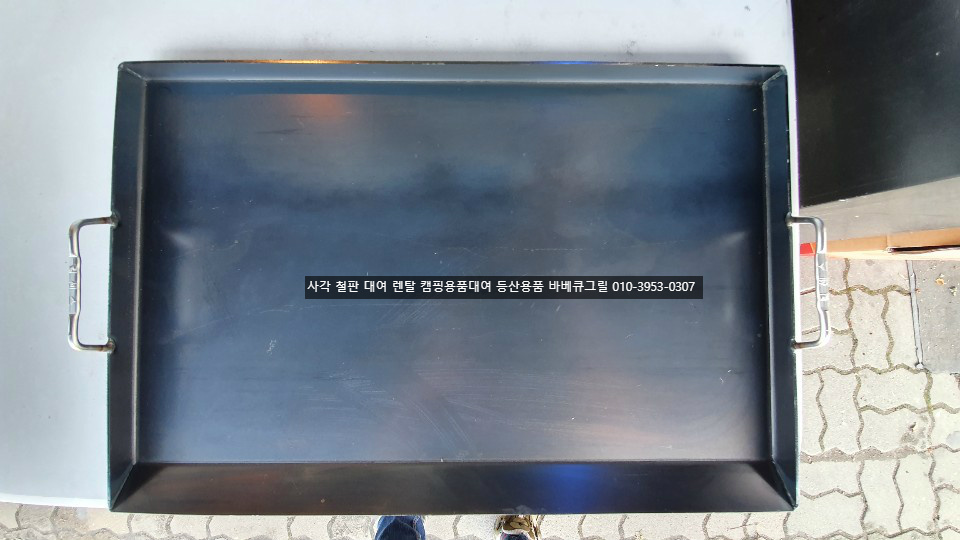 사각 철판 대여 렌탈 캠핑용품대여 등산용품 바베큐그릴 010-3953-0307